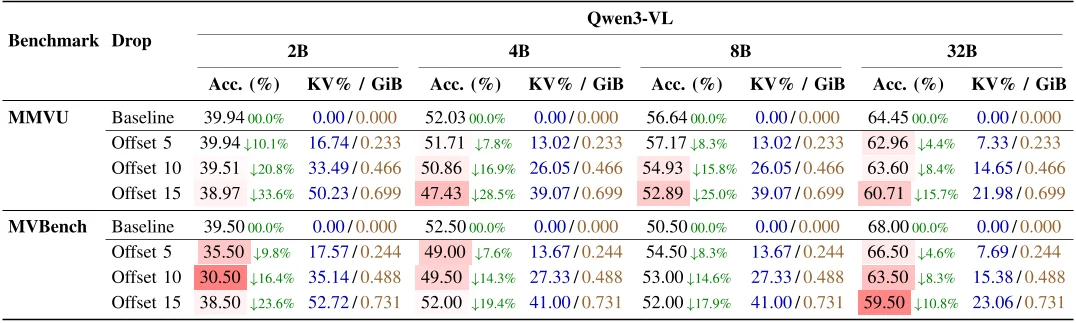 Qwen3-VL
Benchmark Drop
2B 4B 8B 32B
Acc. (%) KV% / GiB Acc. (%) KV% / GiB Acc. (%) KV% / GiB Acc. (%) KV% / GiB
MMVU Baseline 39.94 00.0% 0.00 / 0.000 52.03 00.0% 0.00 / 0.000 56.64 00.0% 0.00 / 0.000 64.45 00.0% 0.00 / 0.000
Offset 5 39.94 ↓10.1% 16.74 / 0.233 51.71 ↓7.8% 13.02 / 0.233 57.17 ↓8.3% 13.02 / 0.233 62.96 ↓4.4% 7.33 / 0.233
Offset 10 39.51 ↓20.8% 33.49 / 0.466 50.86 ↓16.9% 26.05 / 0.466 54.93 ↓15.8% 26.05 / 0.466 63.60 ↓8.4% 14.65 / 0.466
Offset 15 38.97 ↓33.6% 50.23 / 0.699 47.43 ↓28.5% 39.07 / 0.699 52.89 ↓25.0% 39.07 / 0.699 60.71 ↓15.7% 21.98 / 0.699
MVBench Baseline 39.50 00.0% 0.00 / 0.000 52.50 00.0% 0.00 / 0.000 50.50 00.0% 0.00 / 0.000 68.00 00.0% 0.00 / 0.000
Offset 5 35.50 ↓9.8% 17.57 / 0.244 49.00 ↓7.6% 13.67 / 0.244 54.50 ↓8.3% 13.67 / 0.244 66.50 ↓4.6% 7.69 / 0.244
Offset 10 30.50 ↓16.4% 35.14 / 0.488 49.50 ↓14.3% 27.33 / 0.488 53.00 ↓14.6% 27.33 / 0.488 63.50 ↓8.3% 15.38 / 0.488
Offset 15 38.50 ↓23.6% 52.72 / 0.731 52.00 ↓19.4% 41.00 / 0.731 52.00 ↓17.9% 41.00 / 0.731 59.50 ↓10.8% 23.06 / 0.731